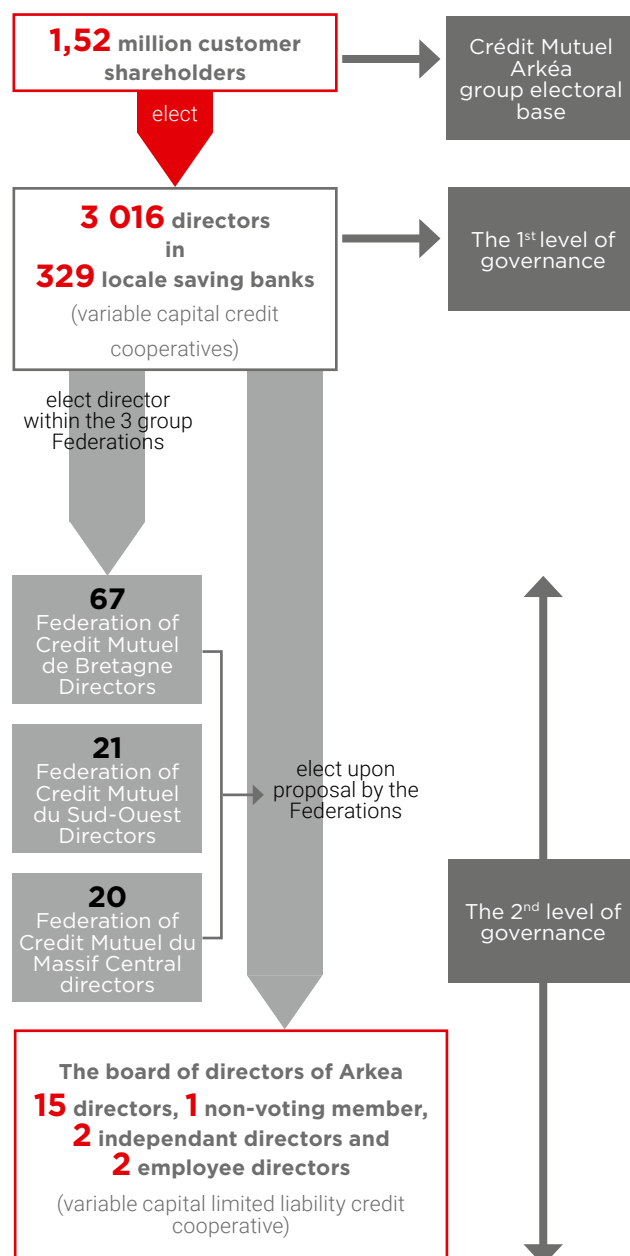 1,52 million customer
shareholders
Crédit Mutuel
Arkéa
group electoral
base
elect
3 016 directors
in
329 locale saving banks
(variable capital credit
cooperatives)
The 1st level of
governance
elect director
within the 3 group
Federations
67
Federation of
Credit Mutuel
de Bretagne
Directors
21
Federation of
Credit Mutuel
du Sud-Ouest
Directors
elect upon
proposal by the
Federations
20
Federation of
Credit Mutuel du
Massif Central
directors
The 2nd level of
governance
The board of directors of Arkea
15 directors, 1 non-voting member,
2 independant directors and
2 employee directors
(variable capital limited liability credit
cooperative)